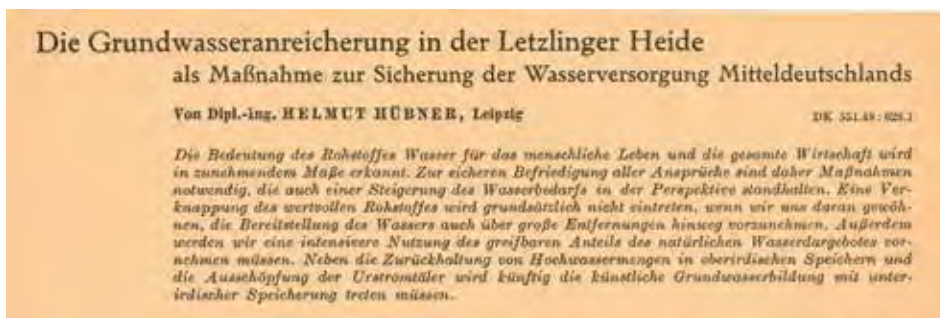 Die Grundwasseranreicherung in der Letzlinger Heide
als Maßnahme zur Sicherung der Wasserversorgung Mitteldeutschlands
Von Dipl.-Ing. HELMUT HÜBNER, Leipzig
DK 551.48 : 628.1
Die Bedeutung des Rohstoffes Wasser für das menschliche Leben und die gesamte Wirtschaft wird
in zunehmendem Maße erkannt. Zur sicheren Befriedigung aller Ansprüche sind daher Maßnahmen
notwendig, die auch einer Steigerung des Wasserbedarfs in der Perspektive standhalten. Eine Ver-
knappung des wertvollen Rohstoffes wird grundsätzlich nicht eintreten, wenn wir uns daran gewöh-
nen, die Bereitstellung des Wassers auch über große Entfernungen hinweg vorzunehmen. Außerdem
werden wir eine intensivere Nutzung des greifbaren Anteils des natürlichen Wasserdargebotes vor-
nehmen müssen. Neben die Zurückhaltung von Hochwassermengen in oberirdischen Speichern und
die Ausschöpfung der Urstromtäler wird künftig die künstliche Grundwasserbildung mit unter-
irdischer Speicherung treten müssen.